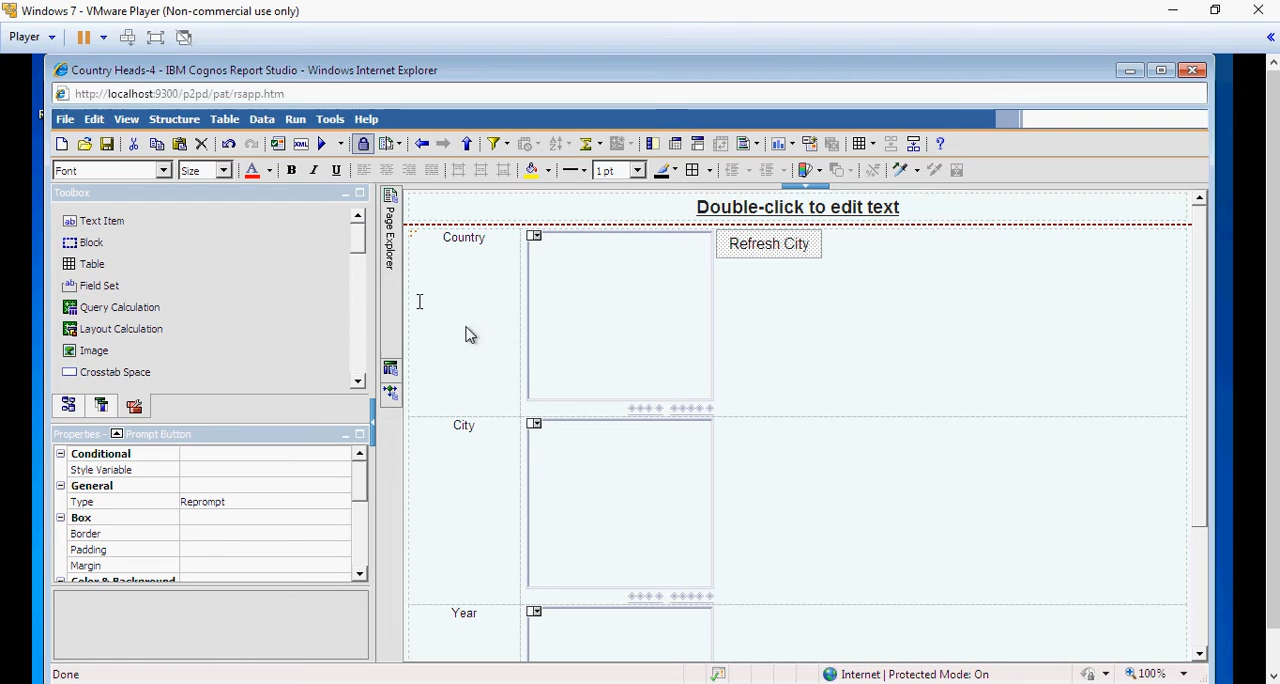 Windows 7 - VMware Player (Non-commercial use only)
Player
Country Heads-4 - IBM Cognos Report Studio - Windows Internet Explorer
http://localhost:9300/p2pd/pat/rsapp.htm
File Edit View Structure Table Data Run Tools Help
Font Size A B I U 1 pt
Toolbox
Text Item
Block
Table
Field Set
Query Calculation
Layout Calculation
Image
Crosstab Space
Properties - Prompt Button
Conditional
Style Variable
General
Type Reprompt
Box
Border
Padding
Margin
Color & Background
Page Explorer
Double-click to edit text
Country
Refresh City
City
Year
Done
Internet | Protected Mode: On
100%